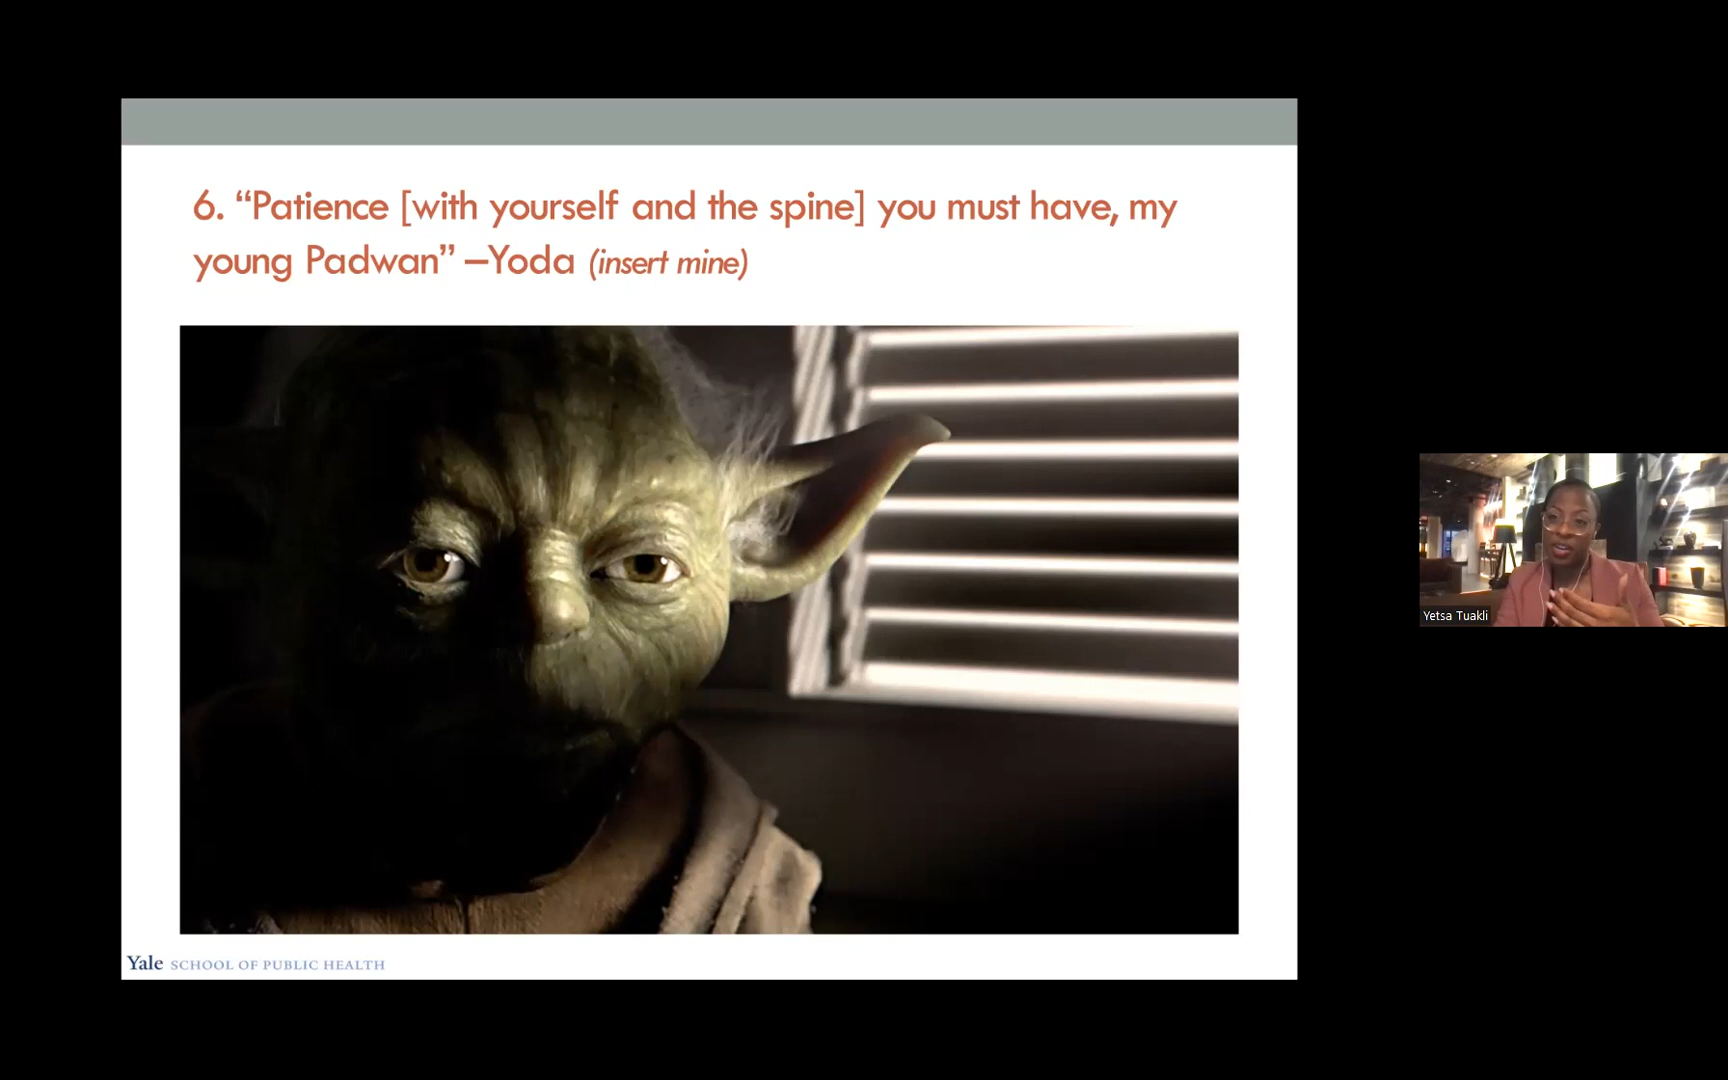 6. “Patience [with yourself and the spine] you must have, my
young Padwan” –Yoda (insert mine)
Yetsa Tuakli
Yale SCHOOL OF PUBLIC HEALTH